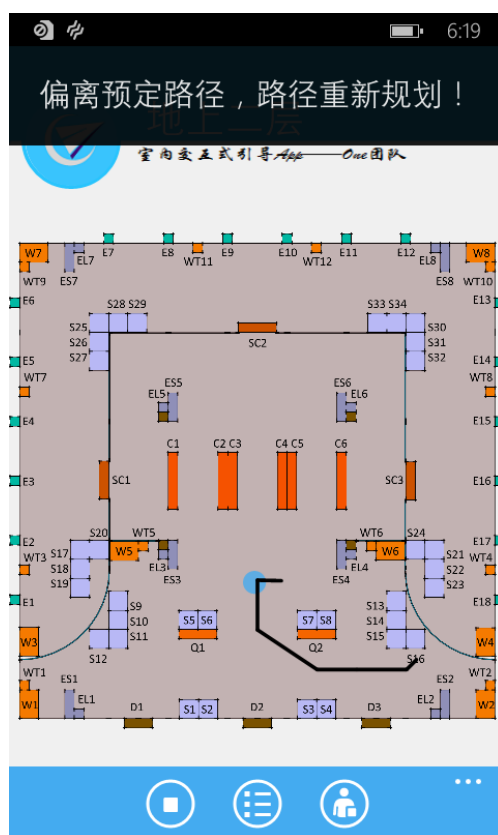 6:19
偏离预定路径，路径重新规划！
地上二层
室内交互式引导App——One团队
E7 E8 E9 E10 E11 E12
W7 EL7 WT11 WT12 EL8 W8
WT9 ES7 ES8 WT10
E6 E13
S28 S29 S33 S34
S25 S30
S26 SC2 S31
S27 S32
E5 E14
WT7 WT8
ES5 ES6
EL5 EL6
E4 E15
C1 C2 C3 C4 C5 C6
E3 SC1 SC3 E16
E2 S20 WT5 WT6 S24 E17
WT3 S17 W5 W6 S21 WT4
S18 EL3 EL4 S22
S19 ES3 ES4 S23
E1 E18
S9 S13
S10 S5 S6 S7 S8 S14
W3 S11 S15 W4
Q1 Q2
S12 S16
WT1 ES1 ES2 WT2
W1 EL1 D1 S1 S2 D2 S3 S4 D3 EL2 W2